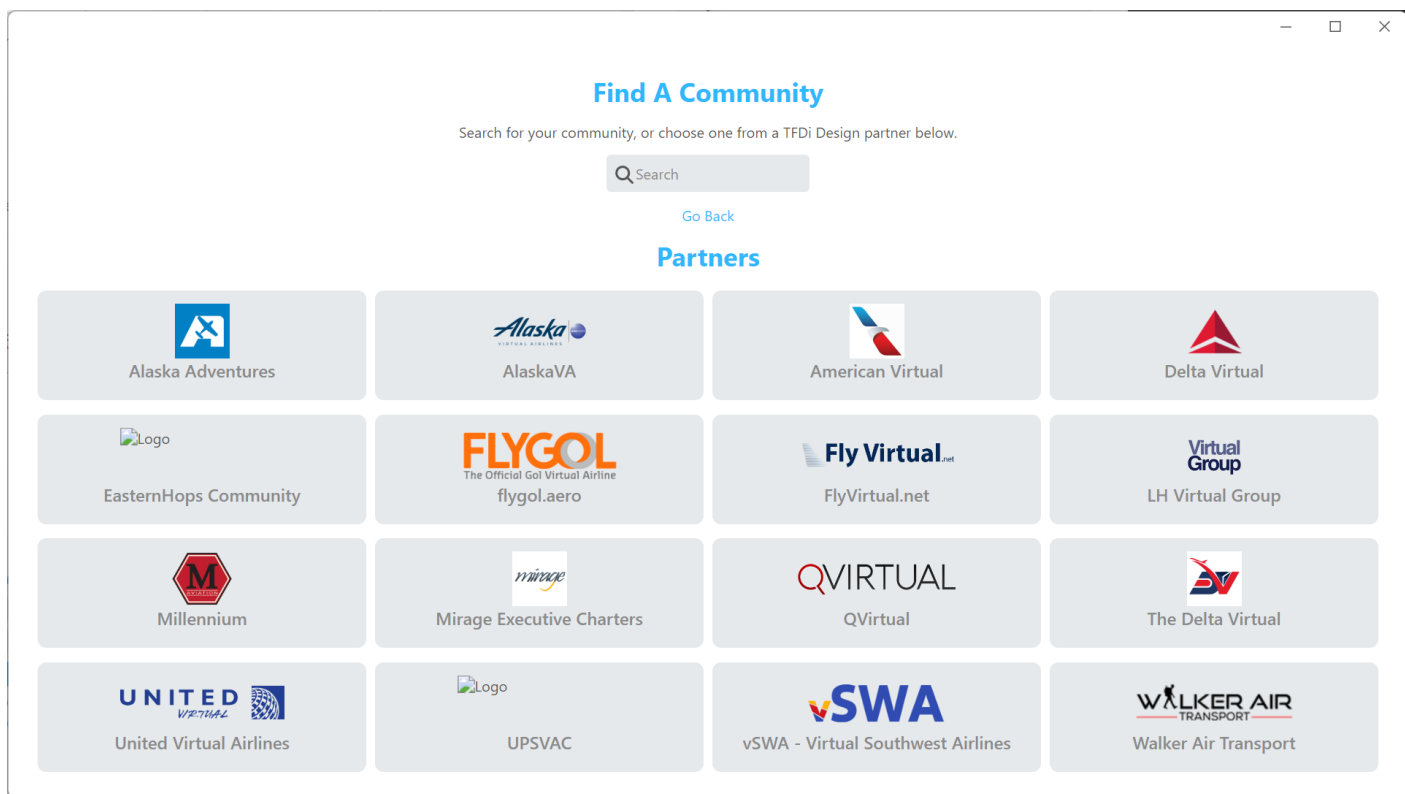 Find A Community
Search for your community, or choose one from a TFDi Design partner below.
Search
Go Back
Partners
Alaska Adventures
Alaska
VIRTUAL AIRLINES
AlaskaVA
American Virtual
Delta Virtual
Logo
EasternHops Community
FLYGOL
The Official Gol Virtual Airline
flygol.aero
Fly Virtual.net
FlyVirtual.net
Virtual
Group
LH Virtual Group
M
AVIATION
Millennium
mirage
Mirage Executive Charters
QVIRTUAL
QVirtual
The Delta Virtual
UNITED
VIRTUAL
United Virtual Airlines
Logo
UPSVAC
vSWA
vSWA - Virtual Southwest Airlines
WALKER AIR
TRANSPORT
Walker Air Transport